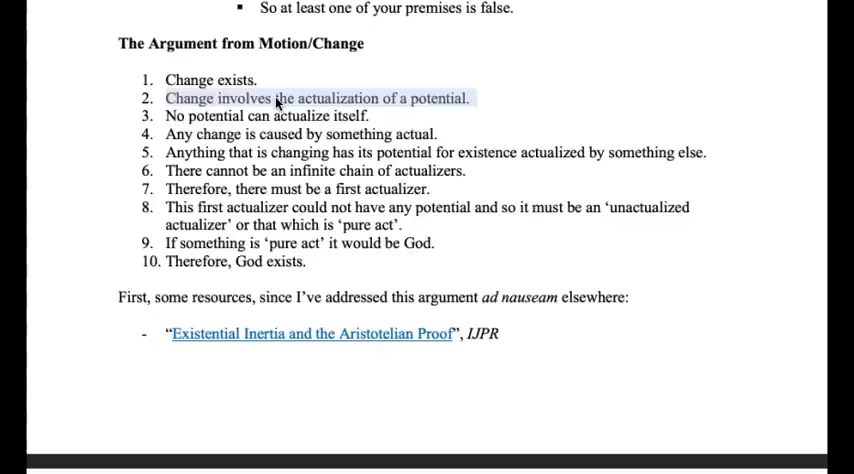 ▪ So at least one of your premises is false.
The Argument from Motion/Change
1. Change exists.
2. Change involves the actualization of a potential.
3. No potential can actualize itself.
4. Any change is caused by something actual.
5. Anything that is changing has its potential for existence actualized by something else.
6. There cannot be an infinite chain of actualizers.
7. Therefore, there must be a first actualizer.
8. This first actualizer could not have any potential and so it must be an ‘unactualized
actualizer’ or that which is ‘pure act’.
9. If something is ‘pure act’ it would be God.
10. Therefore, God exists.
First, some resources, since I’ve addressed this argument ad nauseam elsewhere:
- “Existential Inertia and the Aristotelian Proof”, IJPR